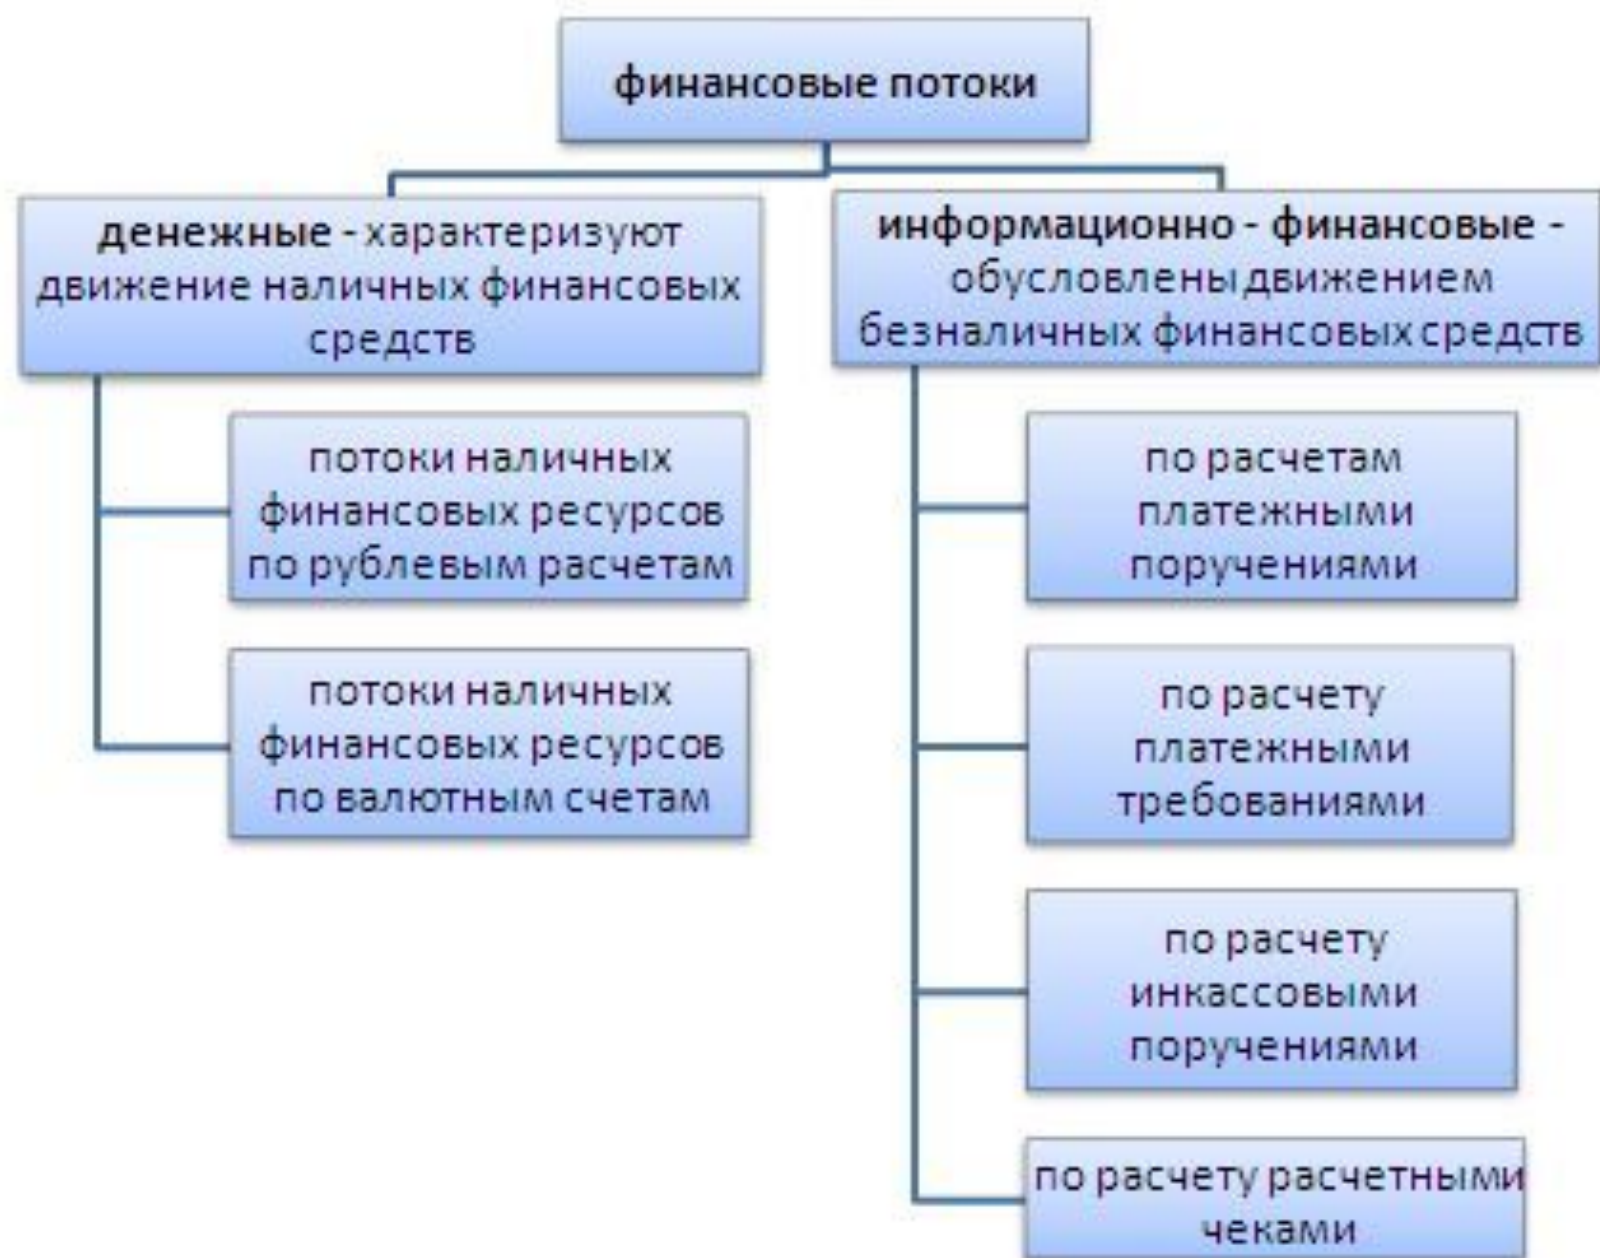 финансовые потоки
денежные - характеризуют
движение наличных финансовых
средств
потоки наличных
финансовых ресурсов
по рублевым расчетам
потоки наличных
финансовых ресурсов
по валютным счетам
информационно - финансовые -
обусловлены движением
безналичных финансовых средств
по расчетам
платежными
поручениями
по расчету
платежными
требованиями
по расчету
инкассовыми
поручениями
по расчету расчетными
чеками